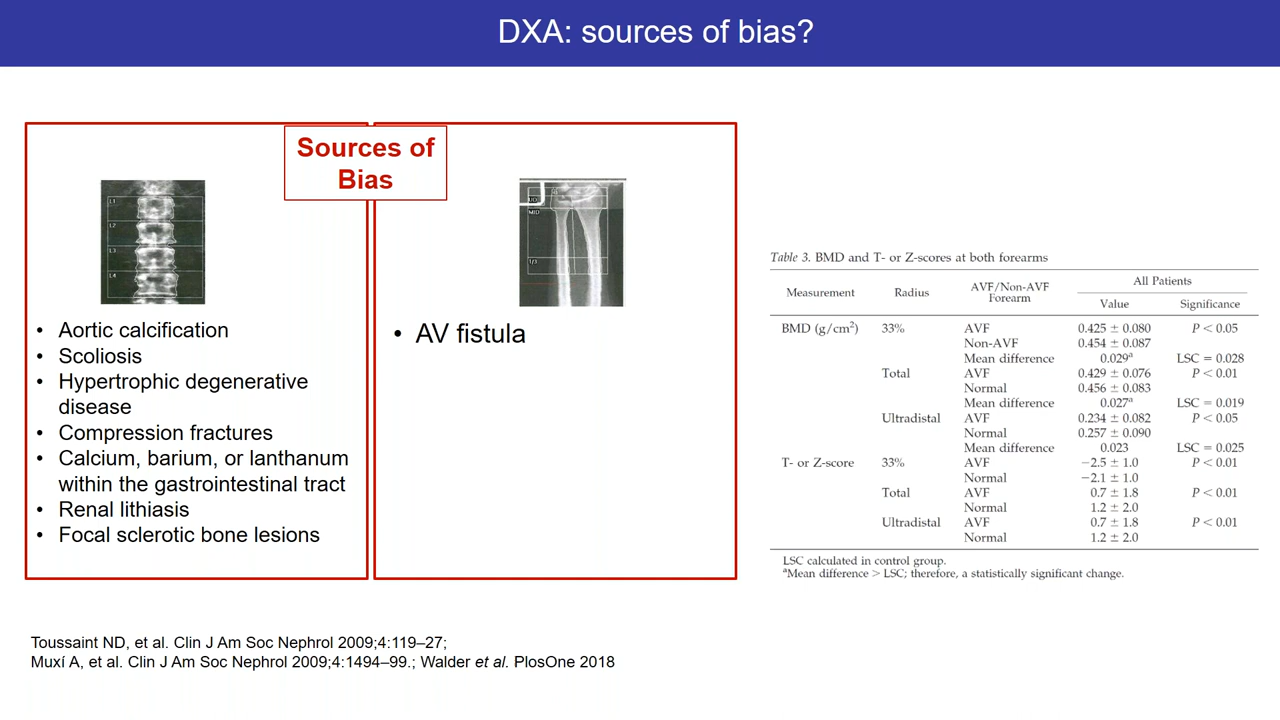 DXA: sources of bias?
Sources of
Bias
L1
L2
L3
L4
• Aortic calcification
• Scoliosis
• Hypertrophic degenerative
disease
• Compression fractures
• Calcium, barium, or lanthanum
within the gastrointestinal tract
• Renal lithiasis
• Focal sclerotic bone lesions
UD
MID
1/3
• AV fistula
Table 3. BMD and T- or Z-scores at both forearms
Measurement Radius AVF/Non-AVF Forearm All Patients
Value Significance
BMD (g/cm²) 33% AVF 0.425 ± 0.080 P < 0.05
Non-AVF 0.454 ± 0.087
Mean difference 0.029ᵃ LSC = 0.028
Total AVF 0.429 ± 0.076 P < 0.01
Normal 0.456 ± 0.083
Mean difference 0.027ᵃ LSC = 0.019
Ultradistal AVF 0.234 ± 0.082 P < 0.05
Normal 0.257 ± 0.090
Mean difference 0.023 LSC = 0.025
T- or Z-score 33% AVF −2.5 ± 1.0 P < 0.01
Normal −2.1 ± 1.0
Total AVF 0.7 ± 1.8 P < 0.01
Normal 1.2 ± 2.0
Ultradistal AVF 0.7 ± 1.8 P < 0.01
Normal 1.2 ± 2.0
LSC calculated in control group.
ᵃMean difference > LSC; therefore, a statistically significant change.
Toussaint ND, et al. Clin J Am Soc Nephrol 2009;4:119–27;
Muxí A, et al. Clin J Am Soc Nephrol 2009;4:1494–99.; Walder et al. PlosOne 2018